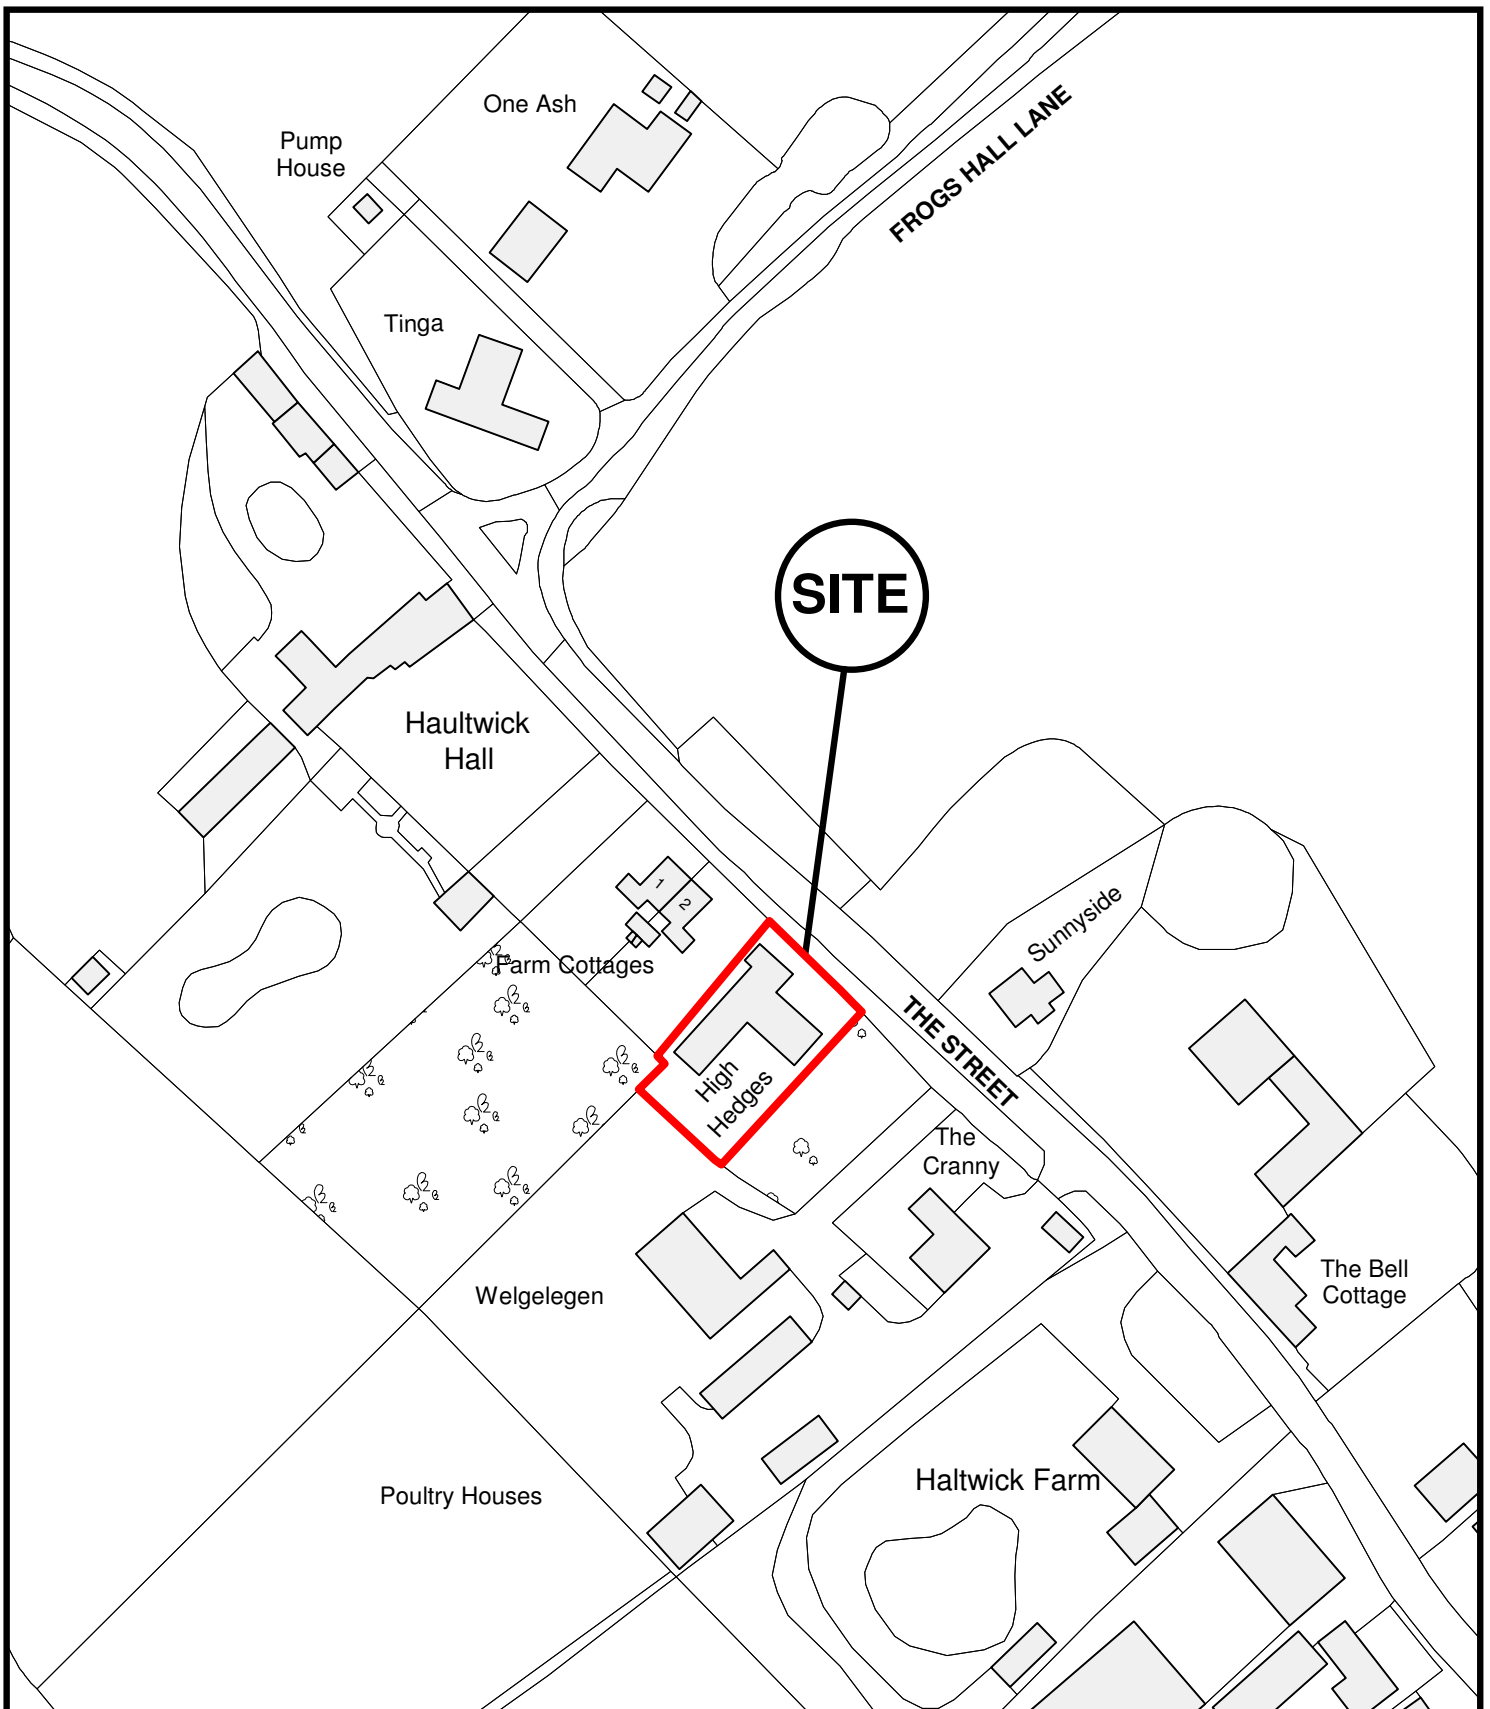 One Ash
FROGS HALL LANE
Pump
House
Tinga
SITE
Haultwick
Hall
1
2
Sunnyside
Farm Cottages
THE STREET
High
Hedges
The
Cranny
The Bell
Cottage
Welgelegen
Haltwick Farm
Poultry Houses